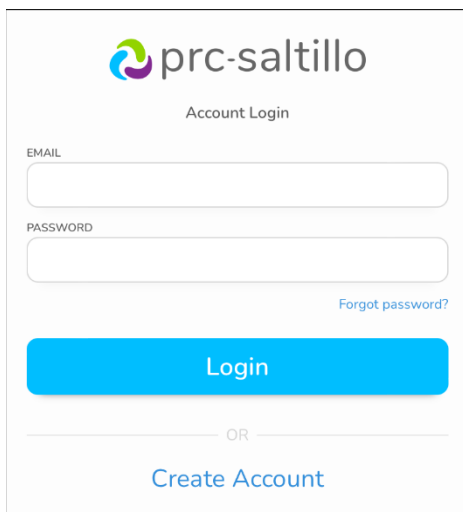 prc-saltillo
Account Login
EMAIL
PASSWORD
Forgot password?
Login
OR
Create Account